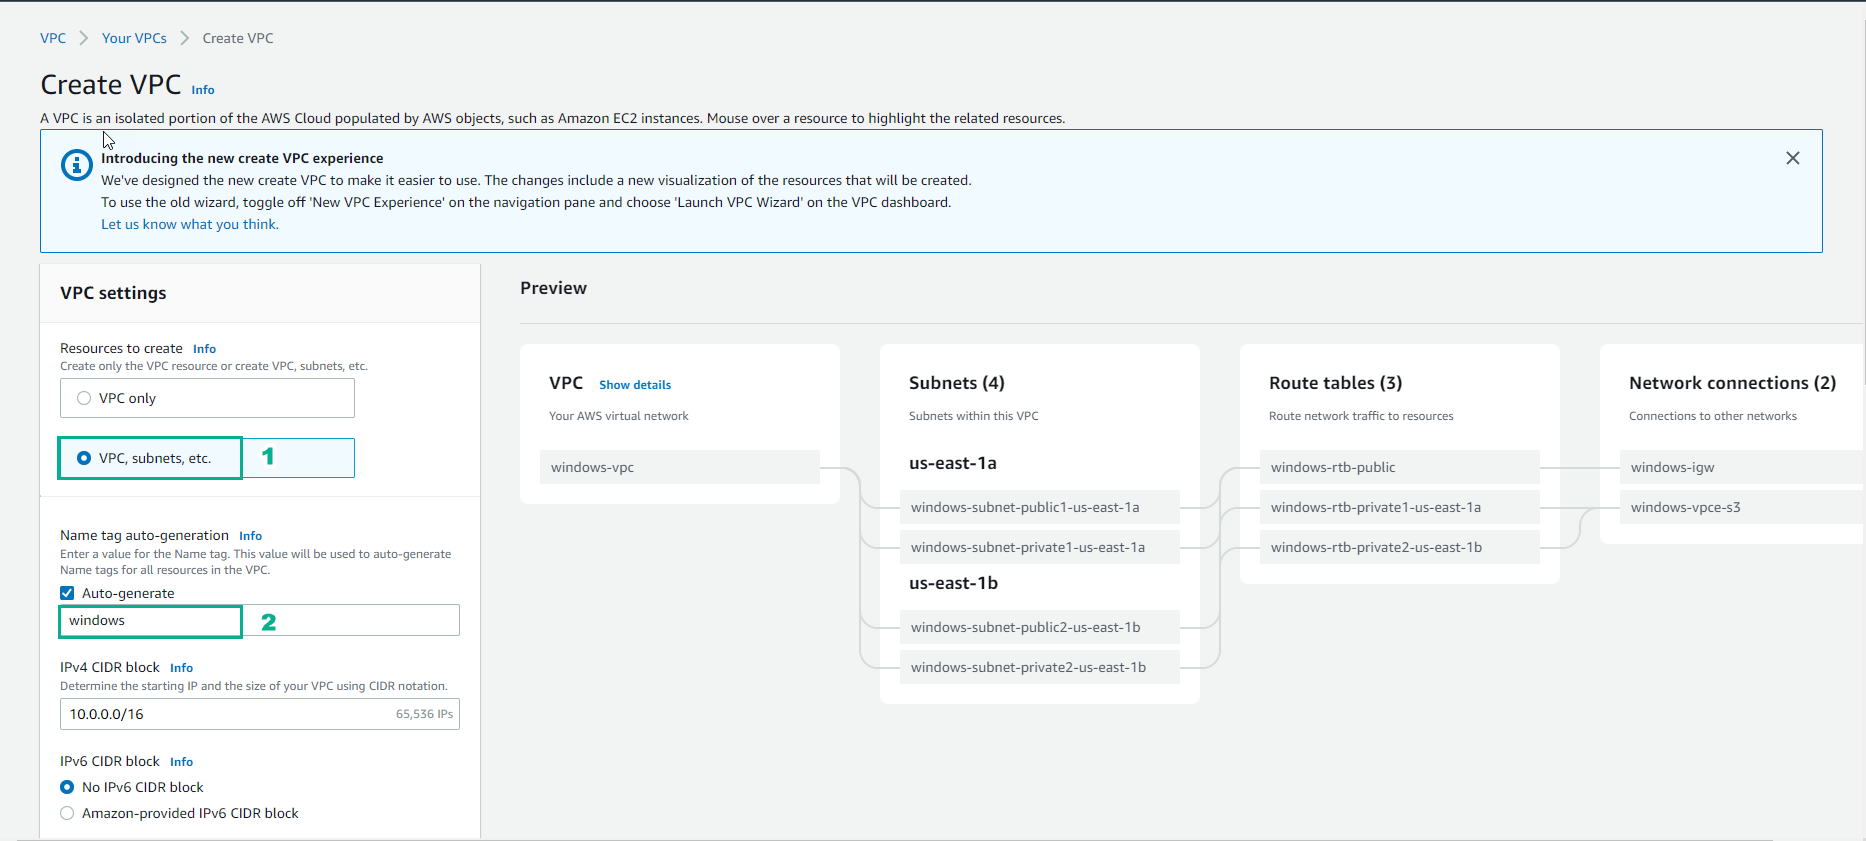 VPC > Your VPCs > Create VPC
Create VPC Info
A VPC is an isolated portion of the AWS Cloud populated by AWS objects, such as Amazon EC2 instances. Mouse over a resource to highlight the related resources.
Introducing the new create VPC experience
We've designed the new create VPC to make it easier to use. The changes include a new visualization of the resources that will be created.
To use the old wizard, toggle off 'New VPC Experience' on the navigation pane and choose 'Launch VPC Wizard' on the VPC dashboard.
Let us know what you think.
VPC settings
Resources to create Info
Create only the VPC resource or create VPC, subnets, etc.
VPC only
VPC, subnets, etc. 1
Name tag auto-generation Info
Enter a value for the Name tag. This value will be used to auto-generate
Name tags for all resources in the VPC.
Auto-generate
windows 2
IPv4 CIDR block Info
Determine the starting IP and the size of your VPC using CIDR notation.
10.0.0.0/16 65,536 IPs
IPv6 CIDR block Info
No IPv6 CIDR block
Amazon-provided IPv6 CIDR block
Preview
VPC Show details
Your AWS virtual network
windows-vpc
Subnets (4)
Subnets within this VPC
us-east-1a
windows-subnet-public1-us-east-1a
windows-subnet-private1-us-east-1a
us-east-1b
windows-subnet-public2-us-east-1b
windows-subnet-private2-us-east-1b
Route tables (3)
Route network traffic to resources
windows-rtb-public
windows-rtb-private1-us-east-1a
windows-rtb-private2-us-east-1b
Network connections (2)
Connections to other networks
windows-igw
windows-vpce-s3